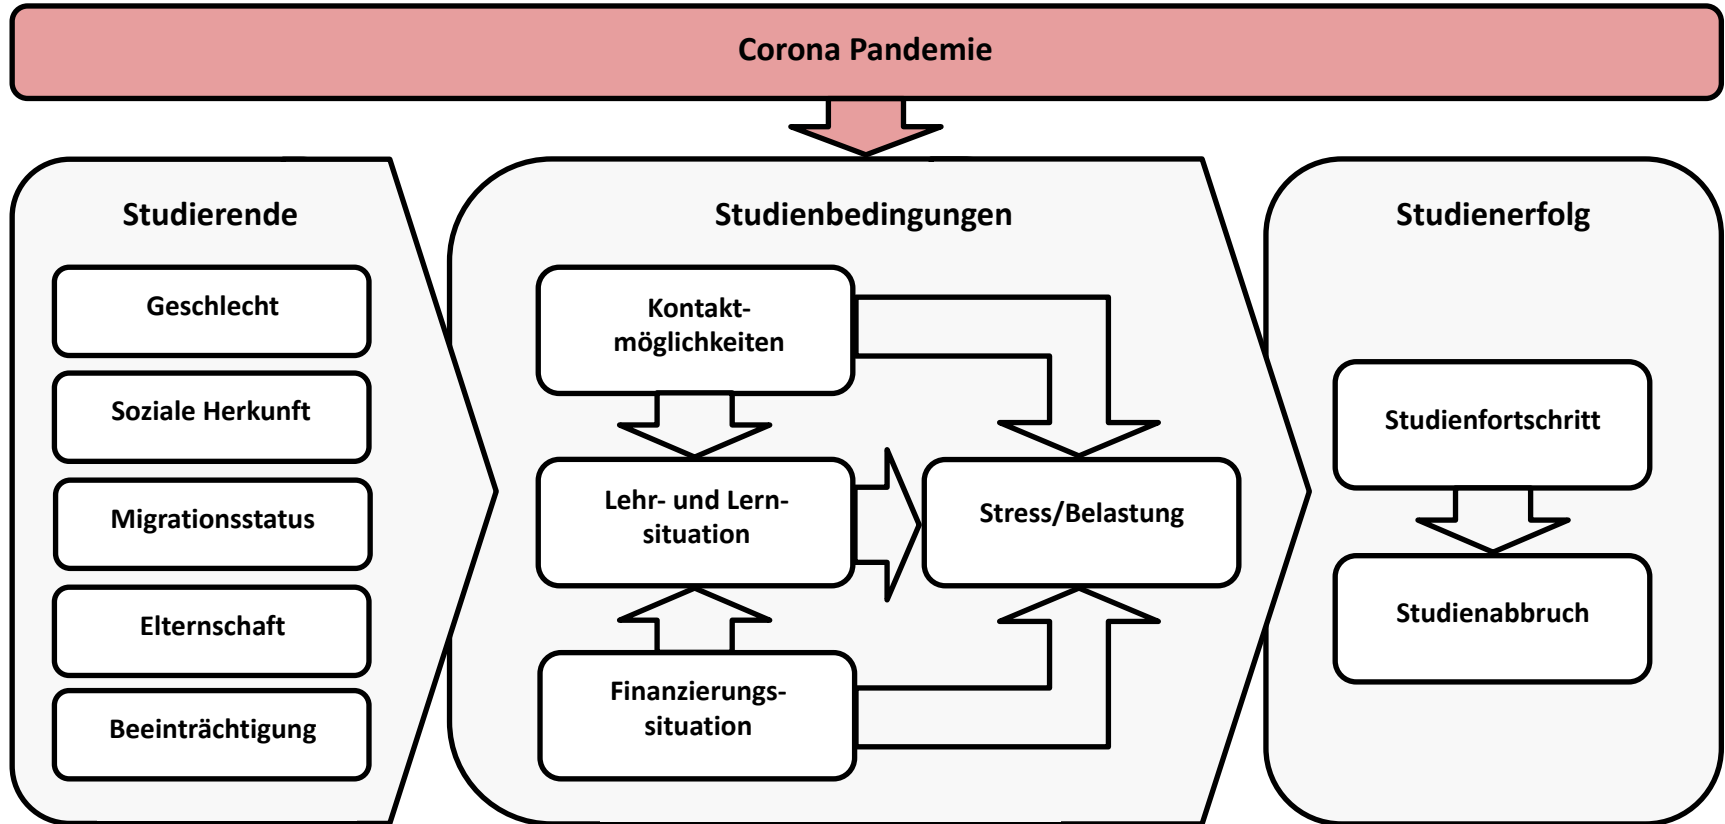 Corona Pandemie
Studierende
Geschlecht
Soziale Herkunft
Migrationsstatus
Elternschaft
Beeinträchtigung
Studienbedingungen
Kontakt-
möglichkeiten
Lehr- und Lern-
situation
Finanzierungs-
situation
Stress/Belastung
Studienerfolg
Studienfortschritt
Studienabbruch